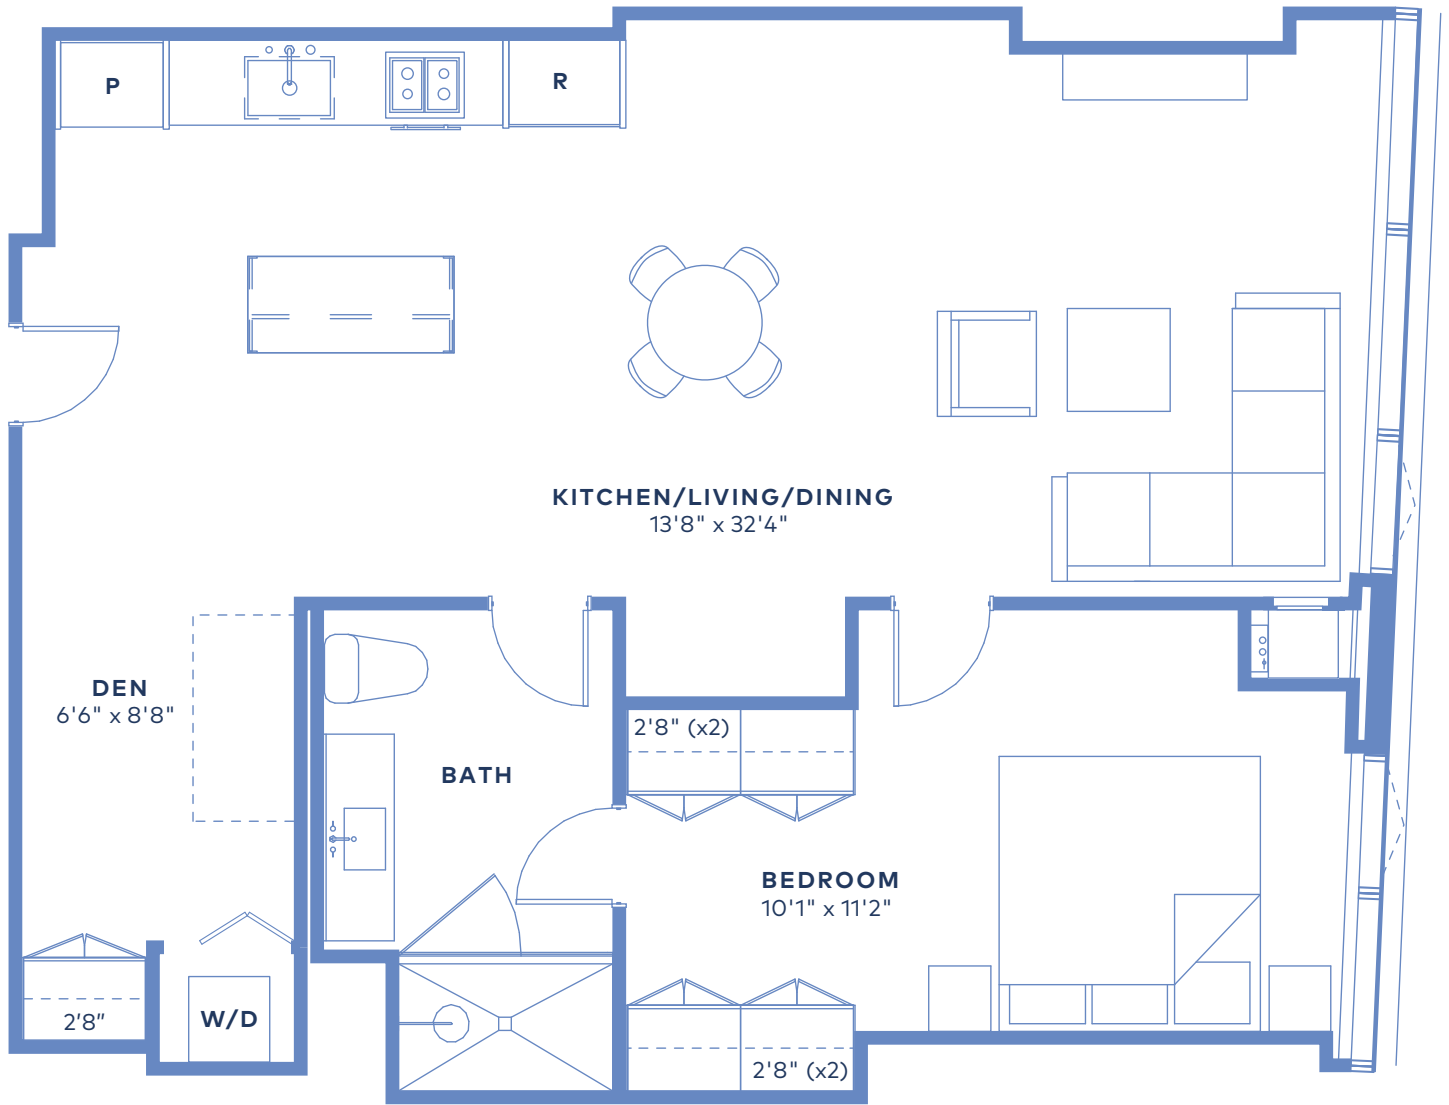 P
R
KITCHEN/LIVING/DINING
13'8" x 32'4"
DEN
6'6" x 8'8"
2'8" (x2)
BATH
BEDROOM
10'1" x 11'2"
2'8"
W/D
2'8" (x2)